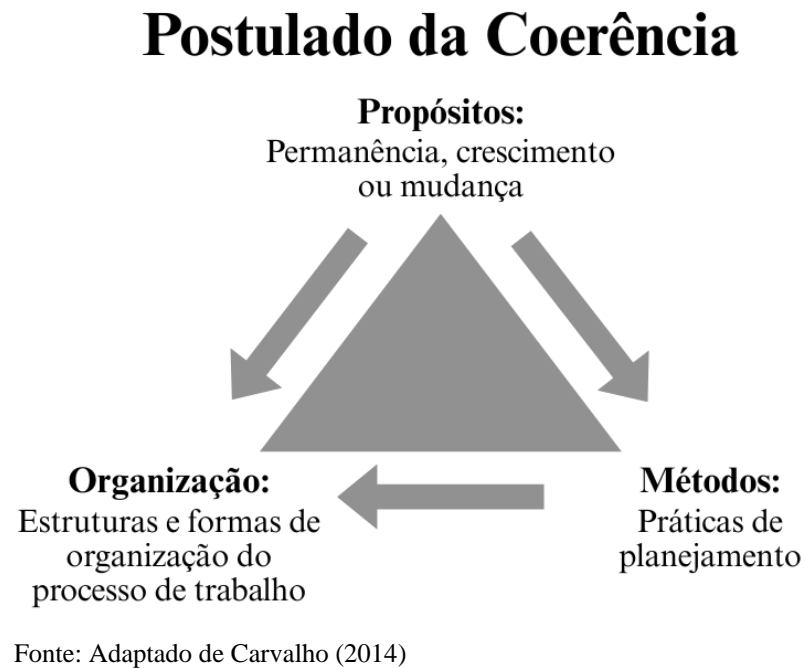 Postulado da Coerência
Propósitos:
Permanência, crescimento
ou mudança
Organização:
Estruturas e formas de
organização do
processo de trabalho
Métodos:
Práticas de
planejamento
Fonte: Adaptado de Carvalho (2014)